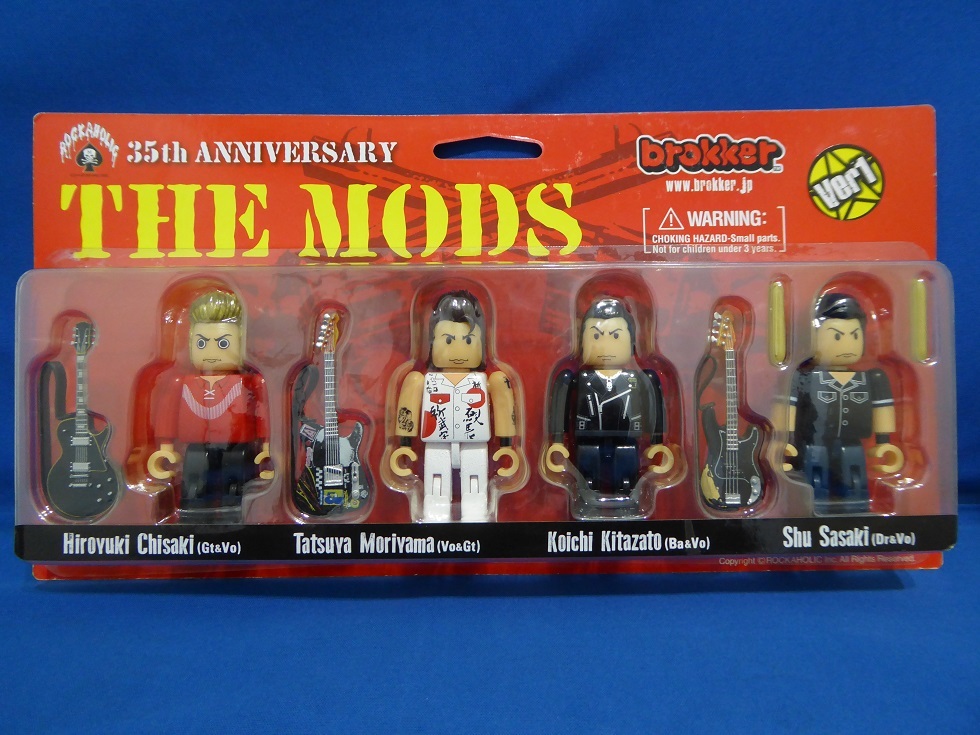 ROCKAHOLIC
35th ANNIVERSARY
THE MODS
brokker
www.brokker.jp
ver1
WARNING:
CHOKING HAZARD-Small parts.
Not for children under 3 years.
Hiroyuki Chisaki (Gt&Vo)
Tatsuya Moriyama (Vo&Gt)
Koichi Kitazato (Ba&Vo)
Shu Sasaki (Dr&Vo)
Copyright © ROCKAHOLIC Inc. All Rights Reserved.